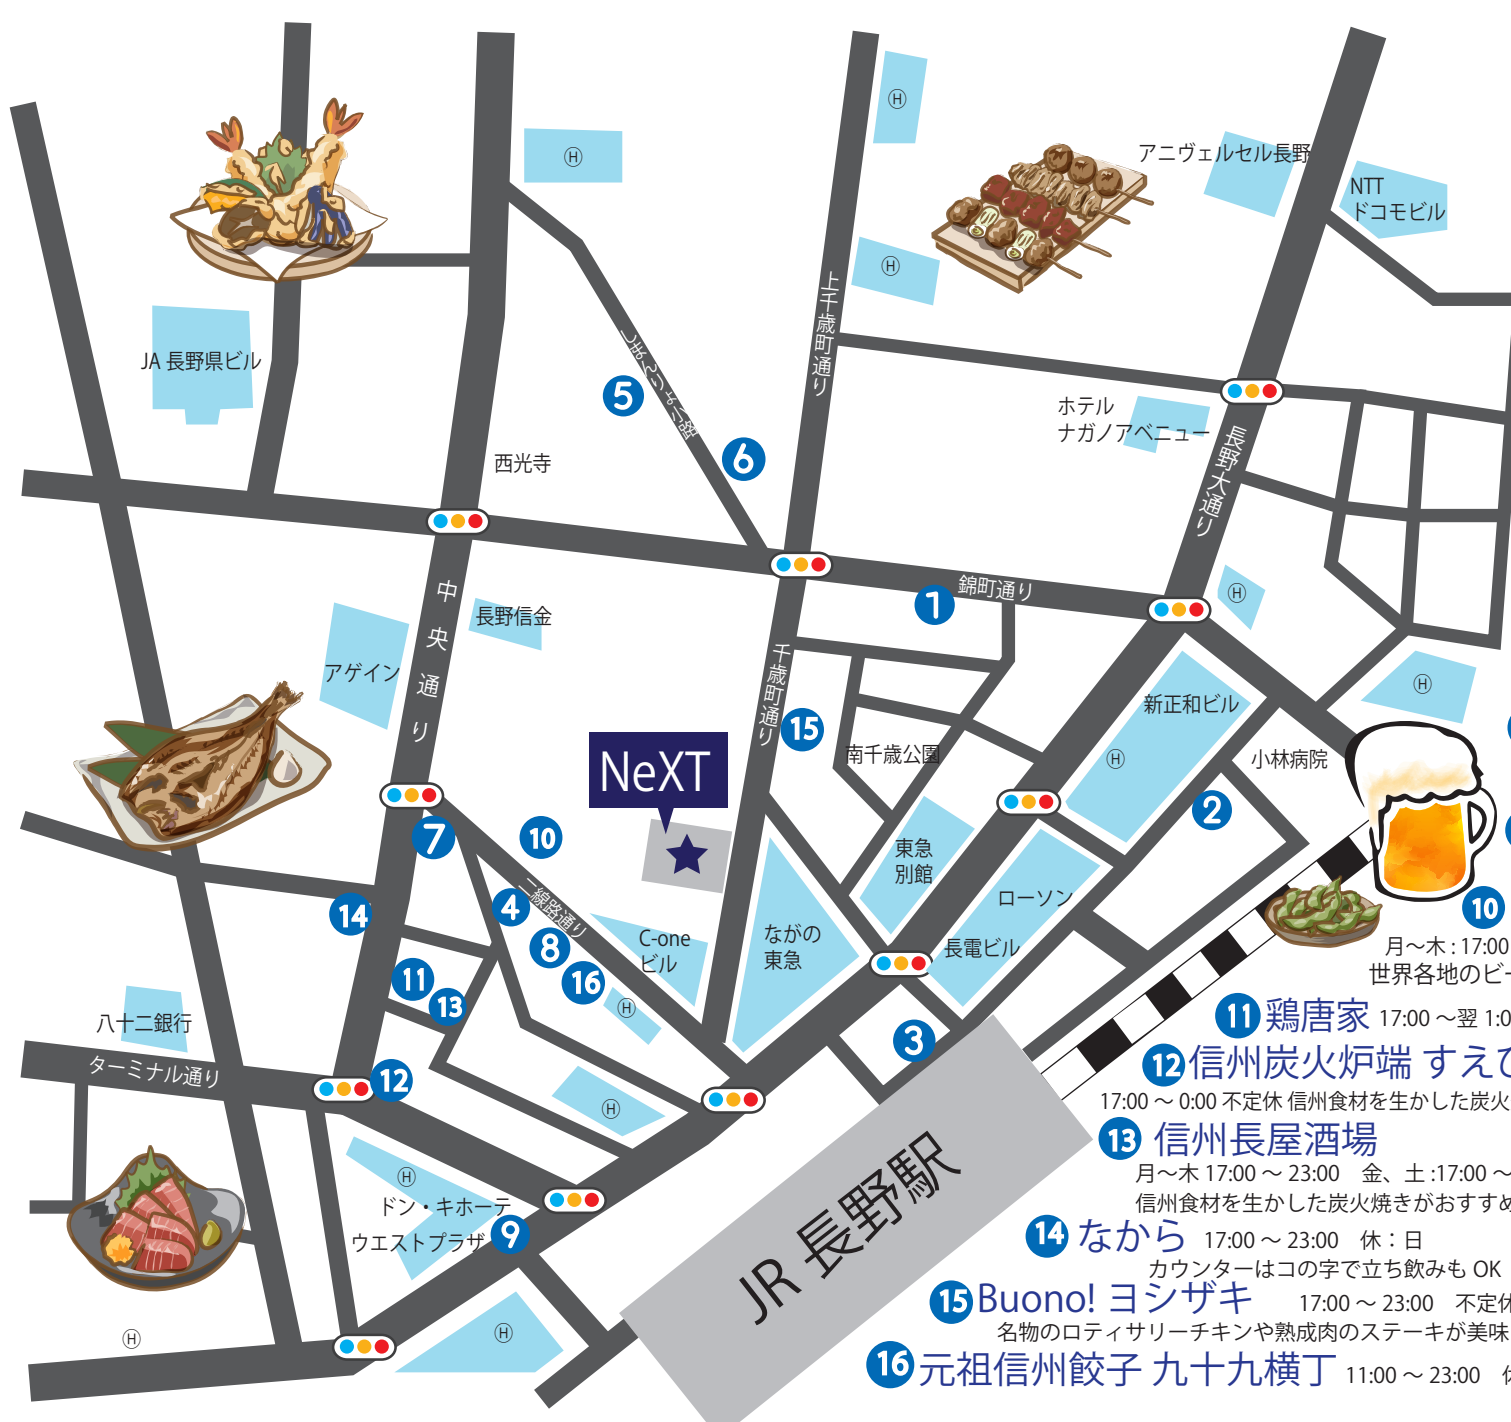 Ⓗ
Ⓗ
アニヴェルセル長野
NTT
ドコモビル
Ⓗ
上千歳町通り
JA 長野県ビル
しまんりょ小路
5
ホテル
ナガノアベニュー
長野大通り
西光寺
6
中央通り
長野信金
錦町通り
1
Ⓗ
アゲイン
千歳町通り
15
南千歳公園
新正和ビル
Ⓗ
Ⓗ
小林病院
NeXT
2
7
10
東急
別館
ローソン
14
4
二線路通り
8
C-one
ビル
ながの
東急
長電ビル
11
13
16
Ⓗ
3
八十二銀行
ターミナル通り
12
Ⓗ
Ⓗ
ドン・キホーテ
ウエストプラザ
9
Ⓗ
Ⓗ
JR 長野駅
10
月～木 : 17:00
世界各地のビー
11 鶏唐家 17:00 ～翌 1:0
12 信州炭火炉端 すえひ
17:00 ～ 0:00 不定休 信州食材を生かした炭火
13 信州長屋酒場
月～木 17:00 ～ 23:00 金、土 :17:00 ～
信州食材を生かした炭火焼きがおすすめ
14 なから 17:00 ～ 23:00 休：日
カウンターはコの字で立ち飲みも OK
15 Buono! ヨシザキ 17:00 ～ 23:00 不定休
名物のロティサリーチキンや熟成肉のステーキが美味
16 元祖信州餃子 九十九横丁 11:00 ～ 23:00 休